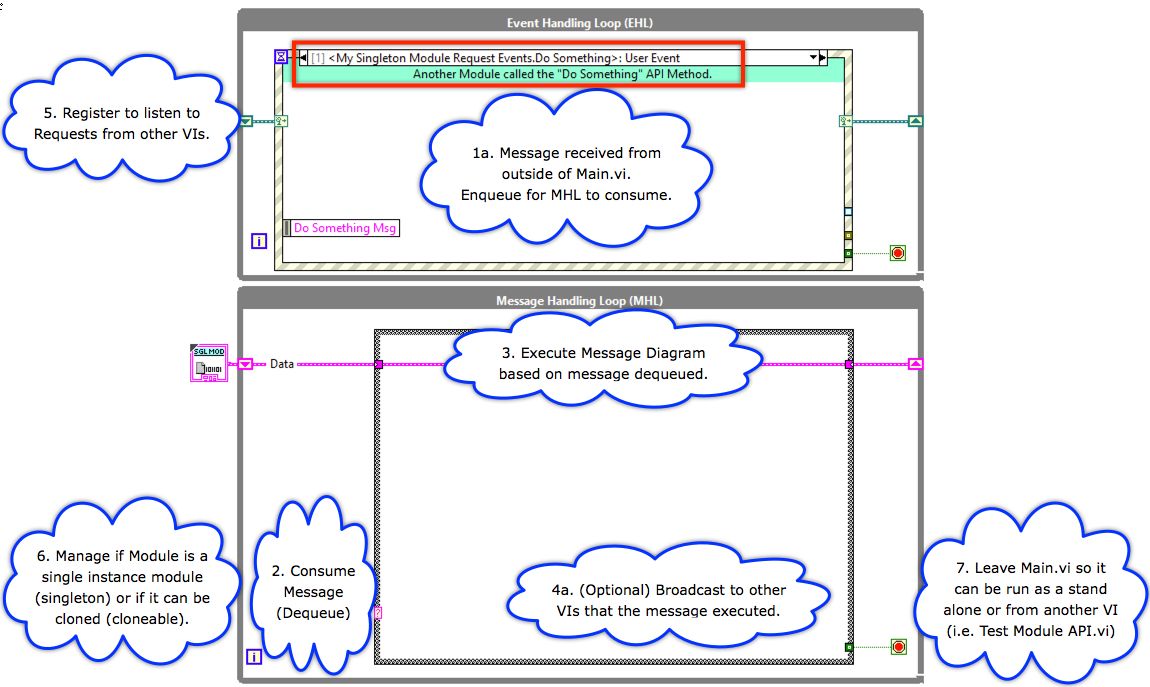 Event Handling Loop (EHL)
[1] <My Singleton Module Request Events.Do Something>: User Event
Another Module called the "Do Something" API Method.
5. Register to listen to
Requests from other VIs.
1a. Message received from
outside of Main.vi.
Enqueue for MHL to consume.
Do Something Msg
i
Message Handling Loop (MHL)
SGL MOD
Data
3. Execute Message Diagram
based on message dequeued.
6. Manage if Module is a
single instance module
(singleton) or if it can be
cloned (cloneable).
2. Consume
Message
(Dequeue)
?
i
4a. (Optional) Broadcast to other
VIs that the message executed.
7. Leave Main.vi so it
can be run as a stand
alone or from another VI
(i.e. Test Module API.vi)